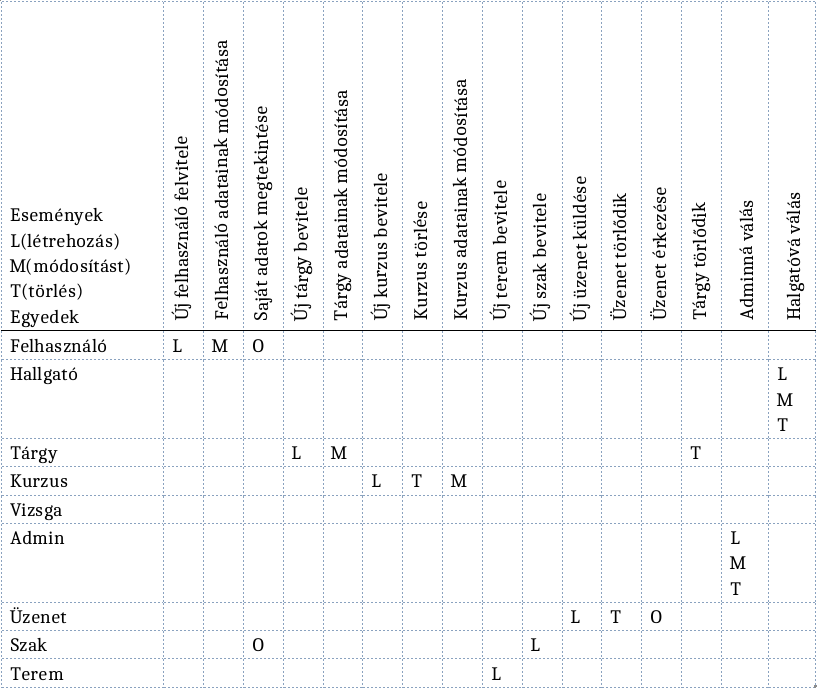 Események
L(létrehozás)
M(módosítást)
T(törlés)
Egyedek
Új felhasználó felvitele
Felhasználó adatainak módosítása
Saját adatok megtekintése
Új tárgy bevitele
Tárgy adatainak módosítása
Új kurzus bevitele
Kurzus törlése
Kurzus adatainak módosítása
Új terem bevitele
Új szak bevitele
Új üzenet küldése
Üzenet törlődik
Üzenet érkezése
Tárgy törlődik
Adminná válás
Halgatóvá válás
Felhasználó L M O
Hallgató L
M
T
Tárgy L M T
Kurzus L T M
Vizsga
Admin L
M
T
Üzenet L T O
Szak O L
Terem L